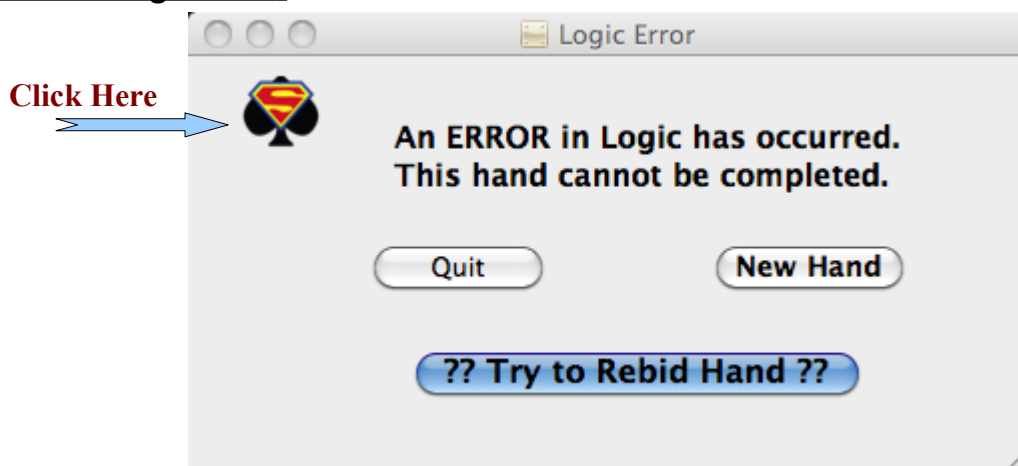 Logic Error
Click Here
An ERROR in Logic has occurred.
This hand cannot be completed.
Quit
New Hand
?? Try to Rebid Hand ??